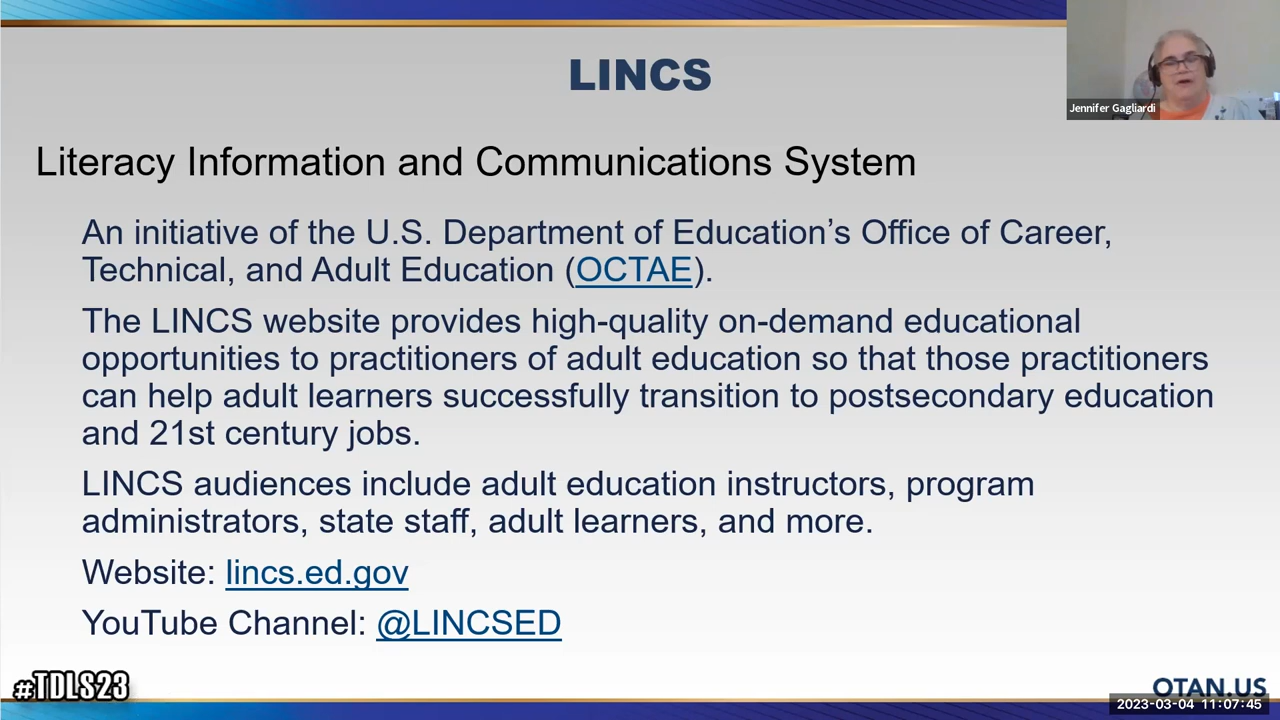 LINCS
Jennifer Gagliardi
Literacy Information and Communications System
An initiative of the U.S. Department of Education’s Office of Career,
Technical, and Adult Education (OCTAE).
The LINCS website provides high-quality on-demand educational
opportunities to practitioners of adult education so that those practitioners
can help adult learners successfully transition to postsecondary education
and 21st century jobs.
LINCS audiences include adult education instructors, program
administrators, state staff, adult learners, and more.
Website: lincs.ed.gov
YouTube Channel: @LINCSED
#TDLS23
OTAN.US
2023-03-04 11:07:45